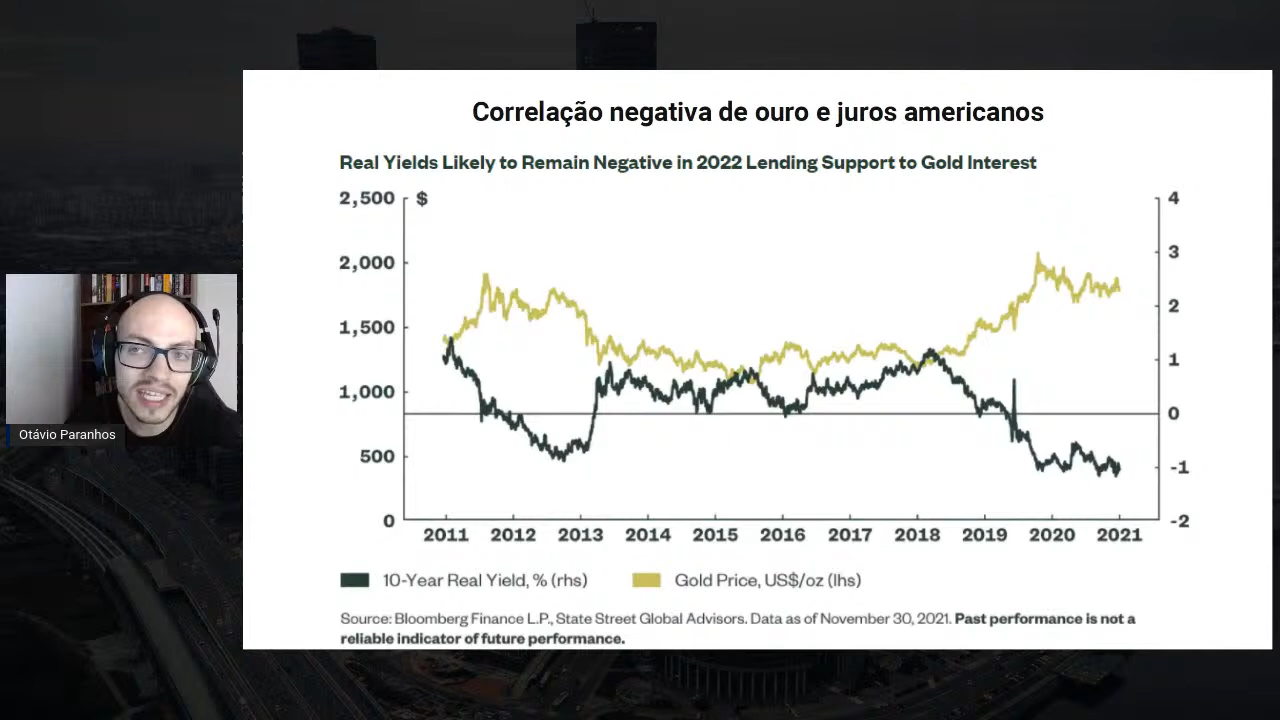 Correlação negativa de ouro e juros americanos
Real Yields Likely to Remain Negative in 2022 Lending Support to Gold Interest
2,500 $ 4
3
2,000
2
1,500
1
1,000
0
500
-1
0 -2
2011 2012 2013 2014 2015 2016 2017 2018 2019 2020 2021
10-Year Real Yield, % (rhs) Gold Price, US$/oz (lhs)
Source: Bloomberg Finance L.P., State Street Global Advisors. Data as of November 30, 2021. Past performance is not a
reliable indicator of future performance.
Otávio Paranhos